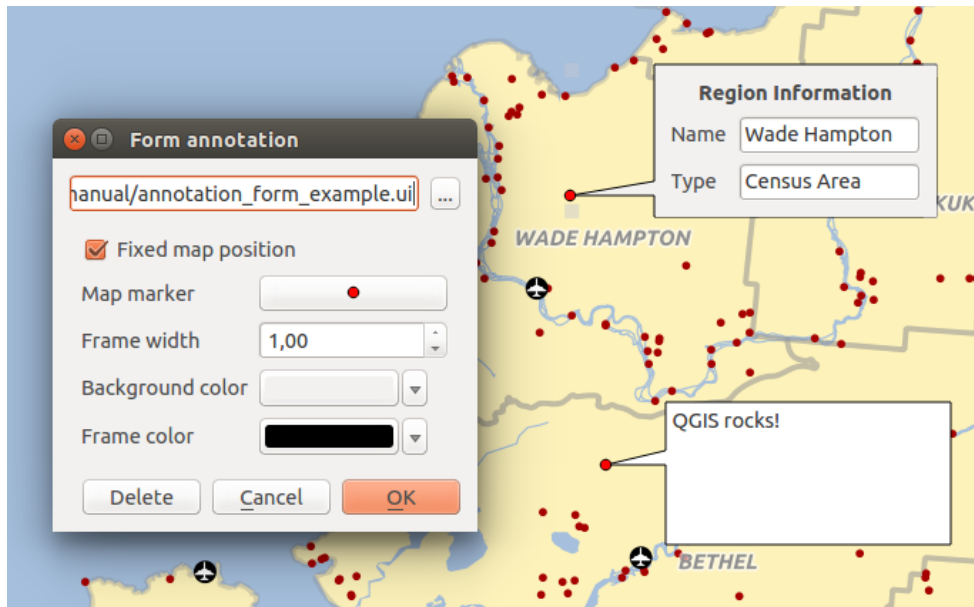 Form annotation
nanual/annotation_form_example.ui
...
Fixed map position
Map marker
Frame width
1,00
Background color
Frame color
Delete
Cancel
OK
Region Information
Name
Wade Hampton
Type
Census Area
KUK
WADE HAMPTON
QGIS rocks!
BETHEL